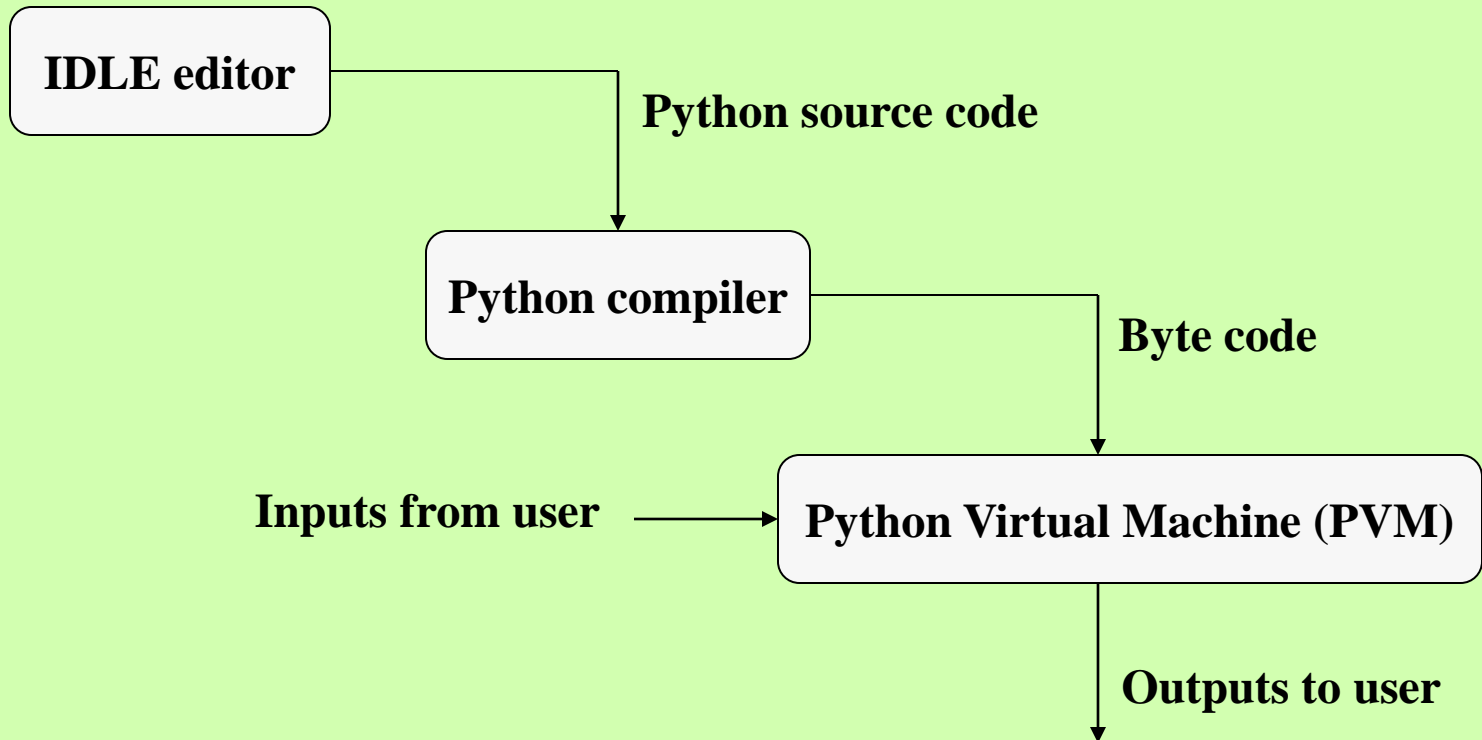 IDLE editor
Python source code
Python compiler
Byte code
Inputs from user
Python Virtual Machine (PVM)
Outputs to user